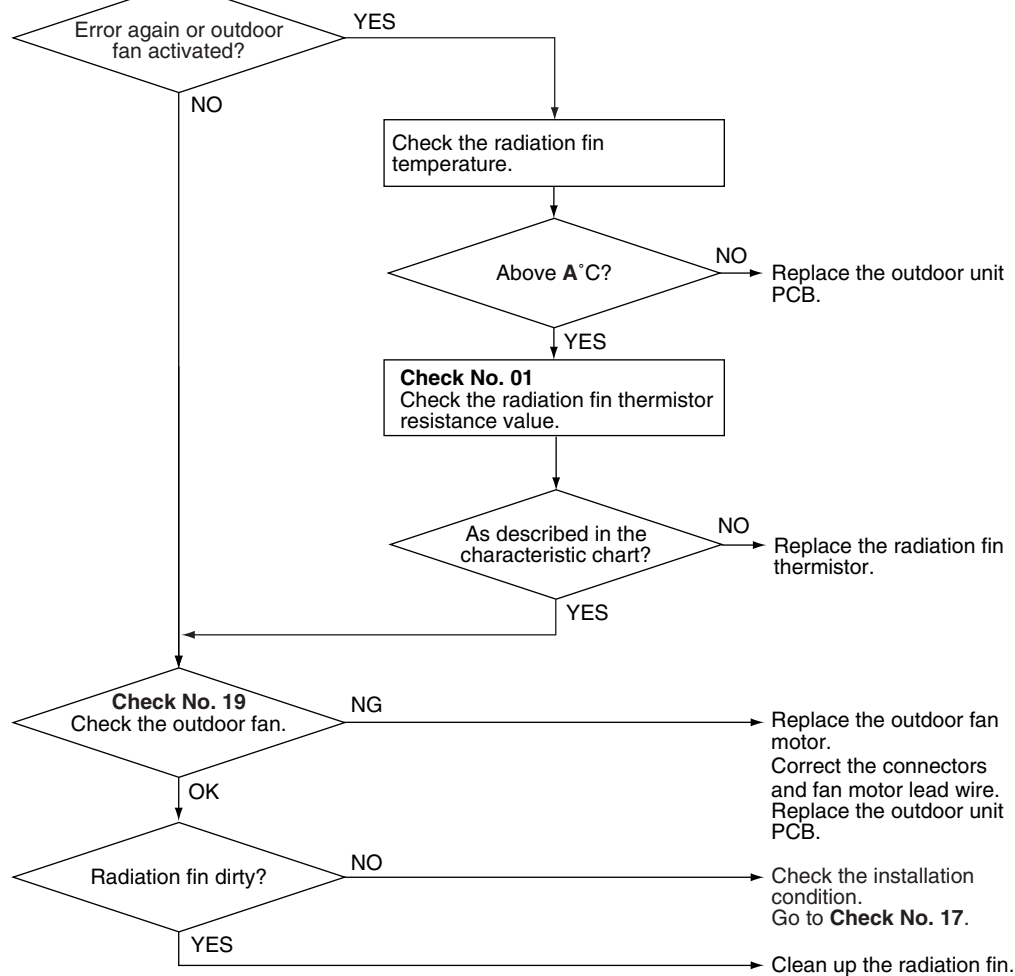 Error again or outdoor
fan activated?
YES
NO
Check the radiation fin
temperature.
Above A˚C?
NO
Replace the outdoor unit
PCB.
YES
Check No. 01
Check the radiation fin thermistor
resistance value.
As described in the
characteristic chart?
NO
Replace the radiation fin
thermistor.
YES
Check No. 19
Check the outdoor fan.
NG
Replace the outdoor fan
motor.
Correct the connectors
and fan motor lead wire.
Replace the outdoor unit
PCB.
OK
Radiation fin dirty?
NO
Check the installation
condition.
Go to Check No. 17.
YES
Clean up the radiation fin.